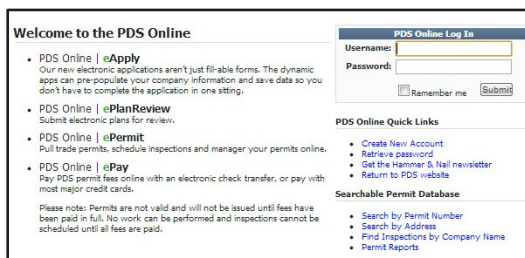 Welcome to the PDS Online
PDS Online | eApply
Our new electronic applications aren't just fill-able forms. The dynamic
apps can pre-populate your company information and save data so you
don't have to complete the application in one sitting.
PDS Online | ePlanReview
Submit electronic plans for review.
PDS Online | ePermit
Pull trade permits, schedule inspections and manager your permits online.
PDS Online | ePay
Pay PDS permit fees online with an electronic check transfer, or pay with
most major credit cards.
Please note: Permits are not valid and will not be issued until fees have
been paid in full. No work can be performed and inspections cannot be
scheduled until all fees are paid.
PDS Online Log In
Username:
Password:
Remember me Submit
PDS Online Quick Links
Create New Account
Retrieve password
Get the Hammer & Nail newsletter
Return to PDS website
Searchable Permit Database
Search by Permit Number
Search by Address
Find Inspections by Company Name
Permit Reports